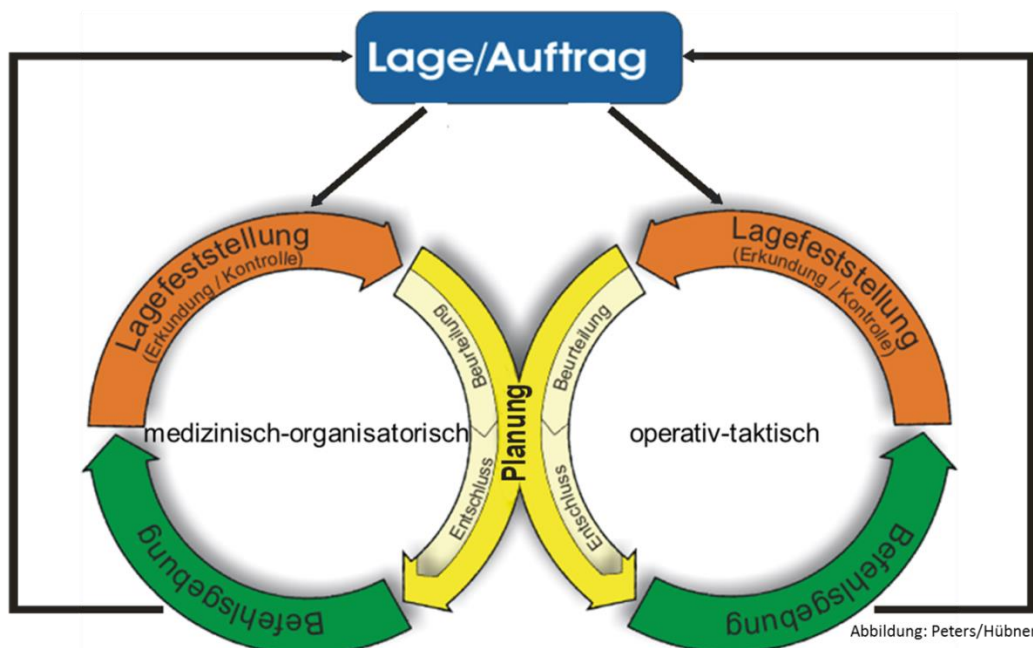 Lage/Auftrag
Lagefeststellung
(Erkundung / Kontrolle)
Beurteilung
Entschluss
Befehlsgebung
medizinisch-organisatorisch
Planung
Lagefeststellung
(Erkundung / Kontrolle)
Beurteilung
Entschluss
Befehlsgebung
operativ-taktisch
Abbildung: Peters/Hübner